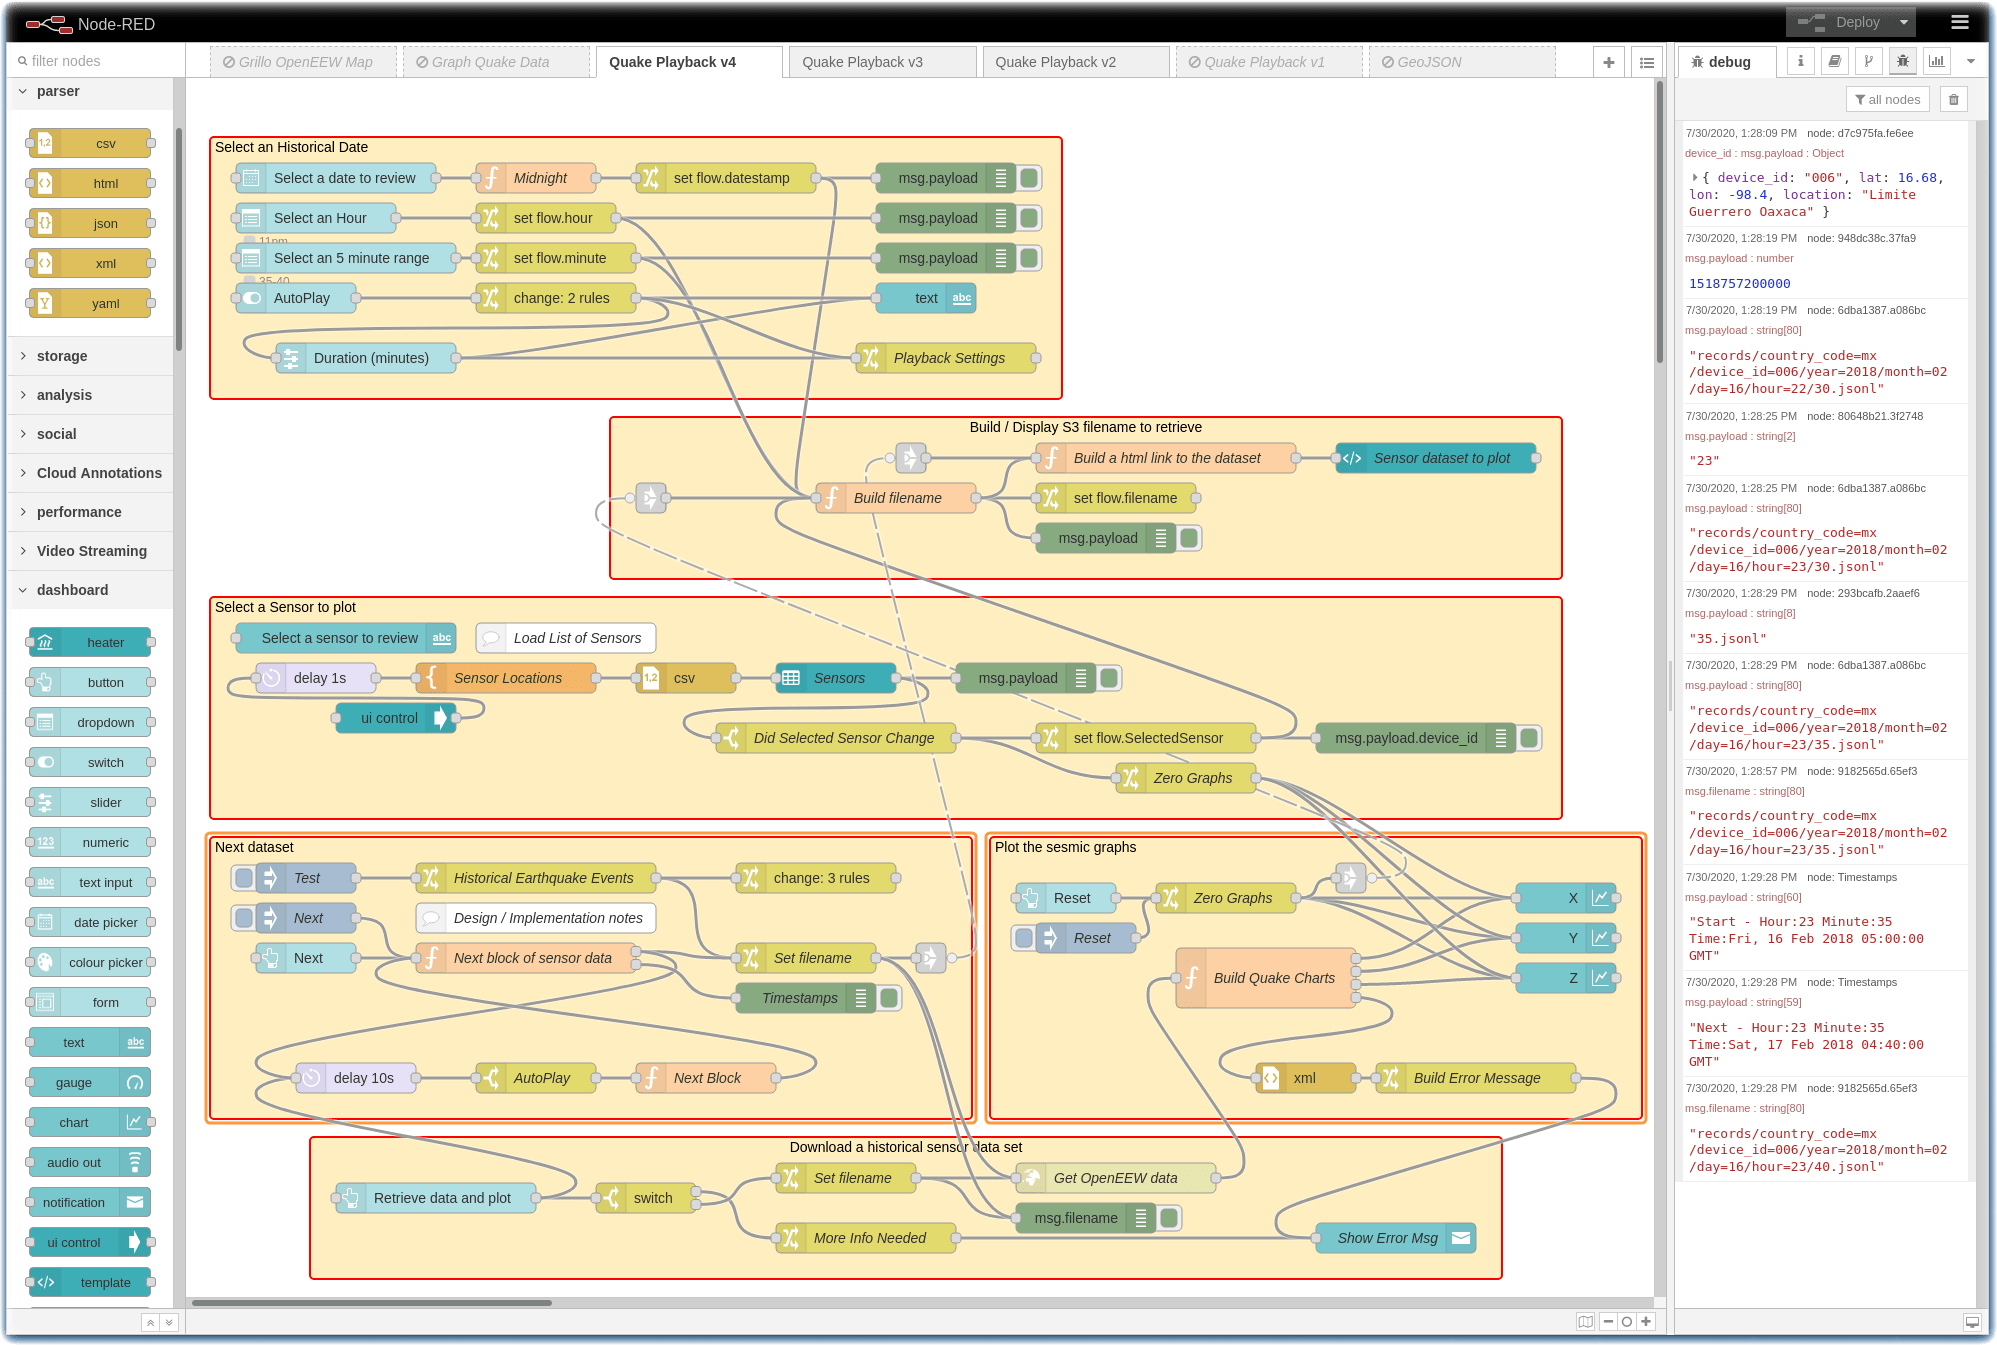 Node-RED
Deploy
filter nodes
parser
csv
html
json
xml
yaml
storage
analysis
social
Cloud Annotations
performance
Video Streaming
dashboard
heater
button
dropdown
switch
slider
numeric
text input
date picker
colour picker
form
text
gauge
chart
audio out
notification
ui control
template
Grillo OpenEEW Map
Graph Quake Data
Quake Playback v4
Quake Playback v3
Quake Playback v2
Quake Playback v1
GeoJSON
Select an Historical Date
Select a date to review
Midnight
set flow.datestamp
msg.payload
Select an Hour
set flow.hour
msg.payload
11pm
Select an 5 minute range
set flow.minute
msg.payload
35-40
AutoPlay
change: 2 rules
text
abc
Duration (minutes)
Playback Settings
Build / Display S3 filename to retrieve
Build a html link to the dataset
Sensor dataset to plot
Build filename
set flow.filename
msg.payload
Select a Sensor to plot
Select a sensor to review
abc
Load List of Sensors
delay 1s
Sensor Locations
csv
Sensors
msg.payload
ui control
Did Selected Sensor Change
set flow.SelectedSensor
msg.payload.device_id
Zero Graphs
Next dataset
Test
Historical Earthquake Events
change: 3 rules
Next
Design / Implementation notes
Next
Next block of sensor data
Set filename
Timestamps
delay 10s
AutoPlay
Next Block
Plot the sesmic graphs
Reset
Zero Graphs
X
Reset
Y
Build Quake Charts
Z
xml
Build Error Message
Download a historical sensor data set
Set filename
Get OpenEEW data
Retrieve data and plot
switch
msg.filename
More Info Needed
Show Error Msg
debug
all nodes
7/30/2020, 1:28:09 PM node: d7c975fa.fe6ee
device_id : msg.payload : Object
{ device_id: "006", lat: 16.68,
lon: -98.4, location: "Limite
Guerrero Oaxaca" }
7/30/2020, 1:28:19 PM node: 948dc38c.37fa9
msg.payload : number
1518757200000
7/30/2020, 1:28:19 PM node: 6dba1387.a086bc
msg.payload : string[80]
"records/country_code=mx
/device_id=006/year=2018/month=02
/day=16/hour=22/30.jsonl"
7/30/2020, 1:28:25 PM node: 80648b21.3f2748
msg.payload : string[2]
"23"
7/30/2020, 1:28:25 PM node: 6dba1387.a086bc
msg.payload : string[80]
"records/country_code=mx
/device_id=006/year=2018/month=02
/day=16/hour=23/30.jsonl"
7/30/2020, 1:28:29 PM node: 293bcafb.2aaef6
msg.payload : string[8]
"35.jsonl"
7/30/2020, 1:28:29 PM node: 6dba1387.a086bc
msg.payload : string[80]
"records/country_code=mx
/device_id=006/year=2018/month=02
/day=16/hour=23/35.jsonl"
7/30/2020, 1:28:57 PM node: 9182565d.65ef3
msg.filename : string[80]
"records/country_code=mx
/device_id=006/year=2018/month=02
/day=16/hour=23/35.jsonl"
7/30/2020, 1:29:28 PM node: Timestamps
msg.payload : string[60]
"Start - Hour:23 Minute:35
Time:Fri, 16 Feb 2018 05:00:00
GMT"
7/30/2020, 1:29:28 PM node: Timestamps
msg.payload : string[59]
"Next - Hour:23 Minute:35
Time:Sat, 17 Feb 2018 04:40:00
GMT"
7/30/2020, 1:29:28 PM node: 9182565d.65ef3
msg.filename : string[80]
"records/country_code=mx
/device_id=006/year=2018/month=02
/day=16/hour=23/40.jsonl"